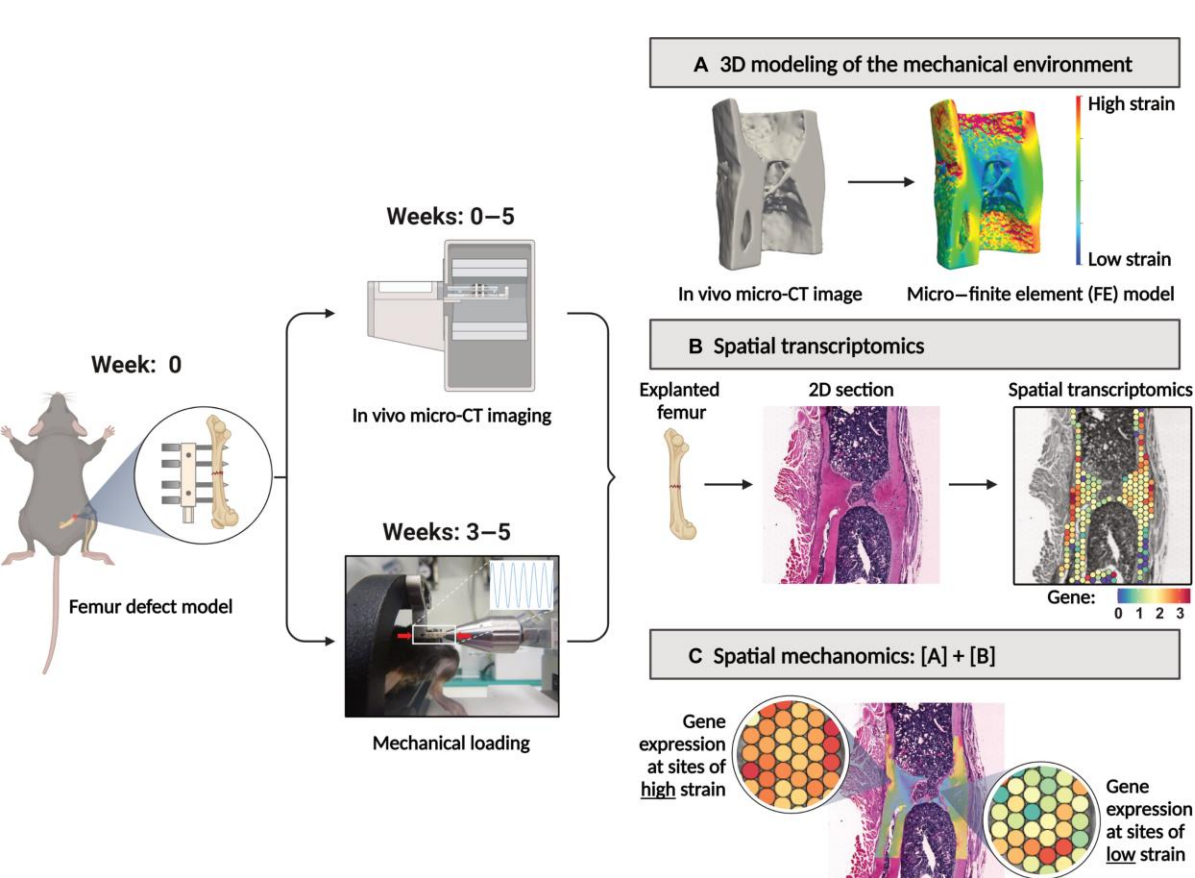 Week: 0
Femur defect model
Weeks: 0–5
In vivo micro-CT imaging
Weeks: 3–5
Mechanical loading
A 3D modeling of the mechanical environment
High strain
Low strain
In vivo micro-CT image
Micro–finite element (FE) model
B Spatial transcriptomics
Explanted
femur
2D section
Spatial transcriptomics
Gene:
0 1 2 3
C Spatial mechanomics: [A] + [B]
Gene
expression
at sites of
high strain
Gene
expression
at sites of
low strain